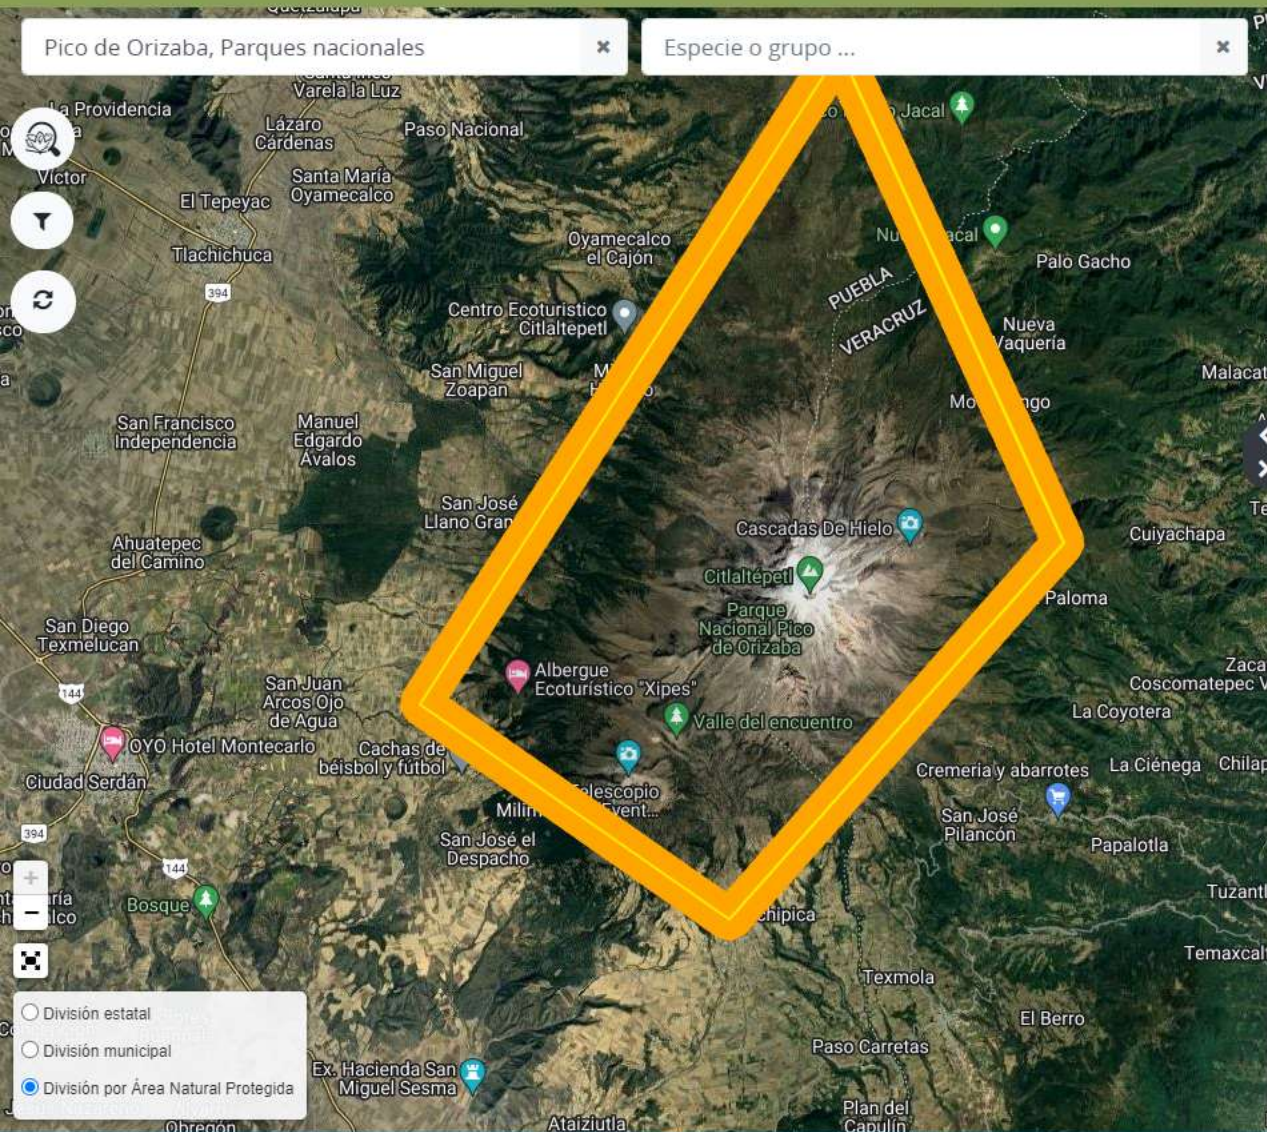 Pico de Orizaba, Parques nacionales
Especie o grupo ...
Varela la Luz
La Providencia
Lázaro
Cárdenas
Paso Nacional
Jacal
Víctor
Santa María
Oyamecalco
El Tepeyac
Tlachichuca
Oyamecalco
el Cajón
Palo Gacho
394
PUEBLA
VERACRUZ
Centro Ecoturistico
Citlaltepetl
Nueva
Vaquería
San Miguel
Zoapan
San Francisco
Independencia
Manuel
Edgardo
Ávalos
San José
Llano Gran
Cascadas De Hielo
Cuiyachapa
Ahuatepec
del Camino
Citlaltépetl
Parque
Nacional Pico
de Orizaba
Paloma
San Diego
Texmelucan
Albergue
Ecoturístico "Xipes"
Coscomatepec
144
San Juan
Arcos Ojo
de Agua
La Coyotera
Valle del encuentro
OYO Hotel Montecarlo
Cachas de
béisbol y fútbol
Ciudad Serdán
Cremeria y abarrotes
La Ciénega
Telescopio
San José
Pilancón
394
San José el
Despacho
Papalotla
144
Bosque
Texmola
El Berro
División estatal
División municipal
División por Área Natural Protegida
Paso Carretas
Ex. Hacienda San
Miguel Sesma
Plan del
Capulín
Ataiziutla
Obregón